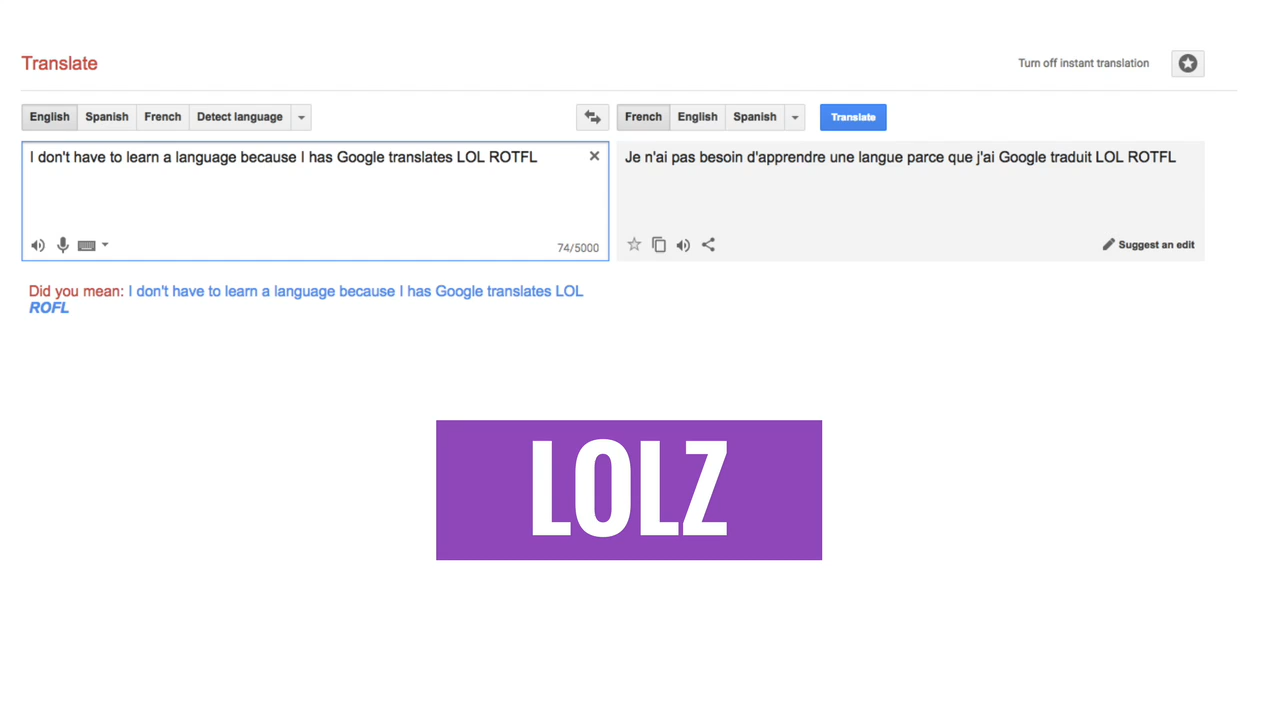 Translate
Turn off instant translation
English Spanish French Detect language
French English Spanish
Translate
I don't have to learn a language because I has Google translates LOL ROTFL
Je n'ai pas besoin d'apprendre une langue parce que j'ai Google traduit LOL ROTFL
74/5000
Suggest an edit
Did you mean: I don't have to learn a language because I has Google translates LOL
ROFL
LOLZ